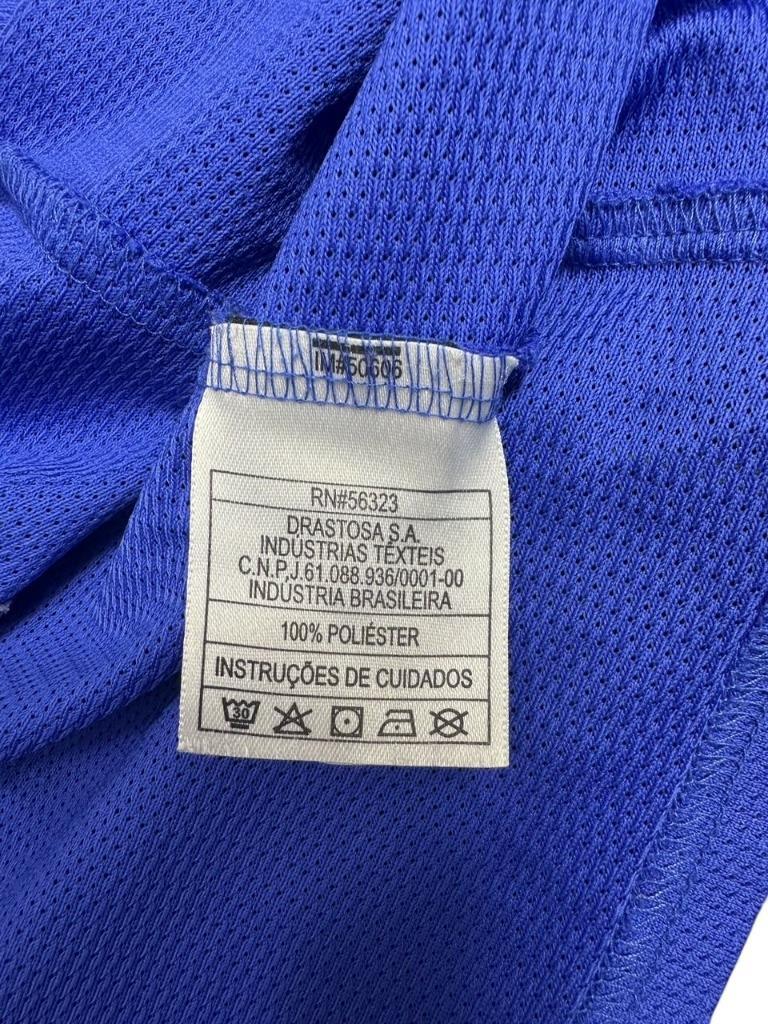 IM#50606
RN#56323
DRASTOSA S.A.
INDÚSTRIAS TÊXTEIS
C.N.P.J.61.088.936/0001-00
INDÚSTRIA BRASILEIRA
100% POLIÉSTER
INSTRUÇÕES DE CUIDADOS
30